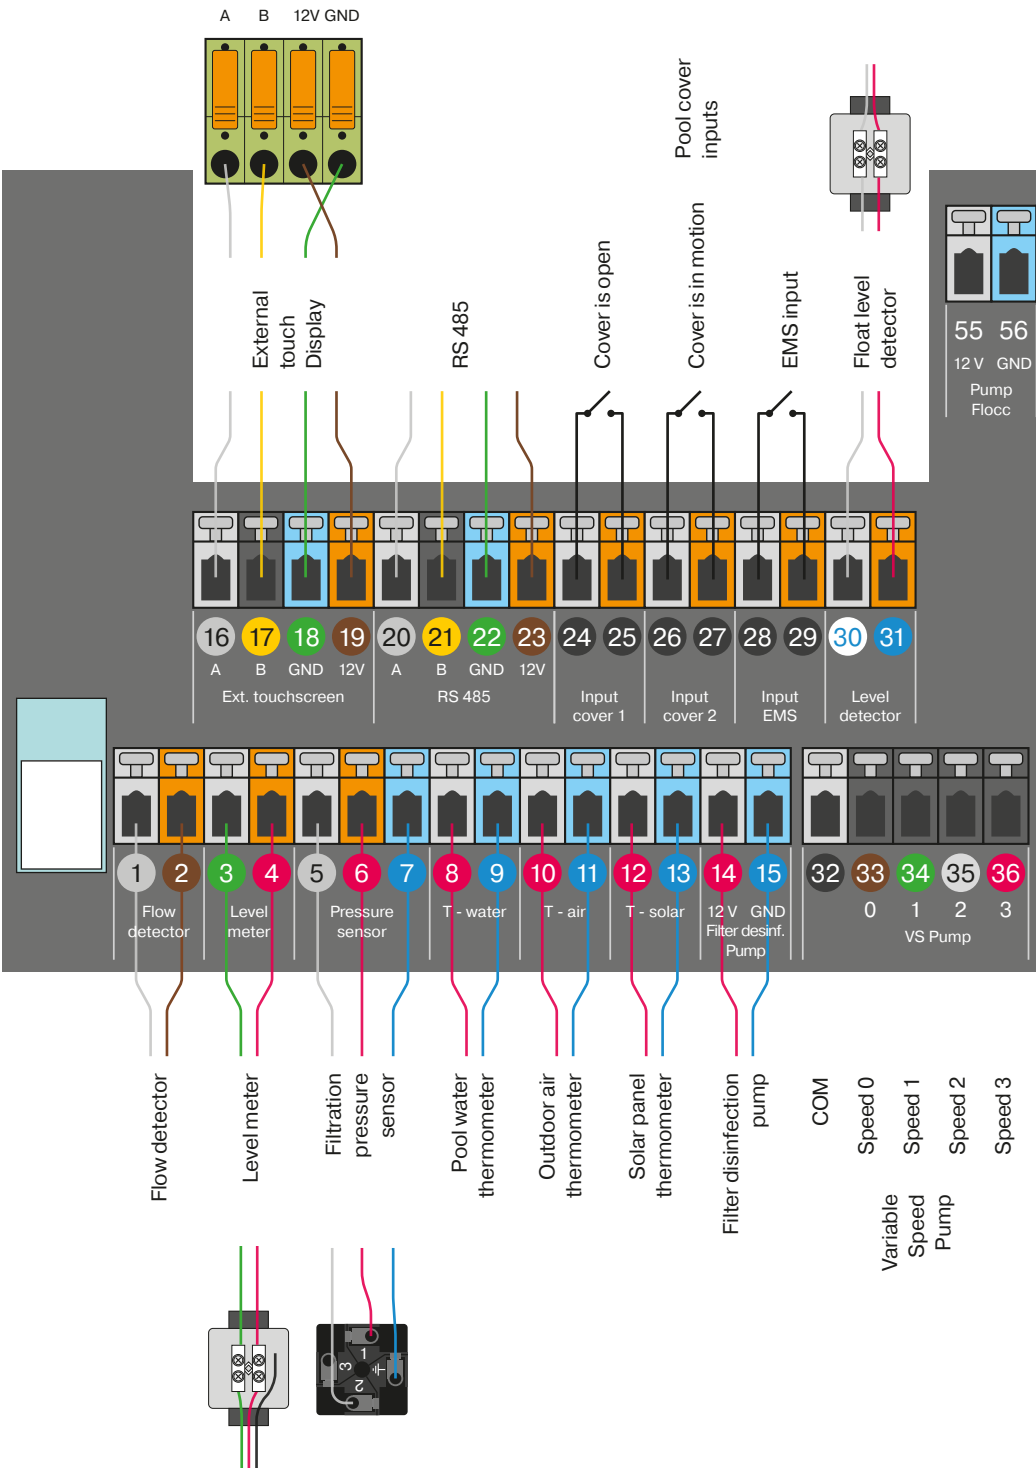 A B 12V GND
Pool cover
inputs
External
touch
Display
RS 485
Cover is open
Cover is in motion
EMS input
Float level
detector
55 56
12 V GND
Pump
Flocc
16 17 18 19 20 21 22 23 24 25 26 27 28 29 30 31
A B GND 12V A B GND 12V
Ext. touchscreen RS 485 Input Input Input Level
cover 1 cover 2 EMS detector
1 2 3 4 5 6 7 8 9 10 11 12 13 14 15 32 33 34 35 36
Flow Level Pressure T - water T - air T - solar 12 V GND 0 1 2 3
detector meter sensor Filter desinf. VS Pump
Pump
Flow detector
Level meter
Filtration
pressure
sensor
Pool water
thermometer
Outdoor air
thermometer
Solar panel
thermometer
Filter disinfection
pump
COM
Speed 0
Speed 1
Speed 2
Speed 3
Variable
Speed
Pump
1
3
2